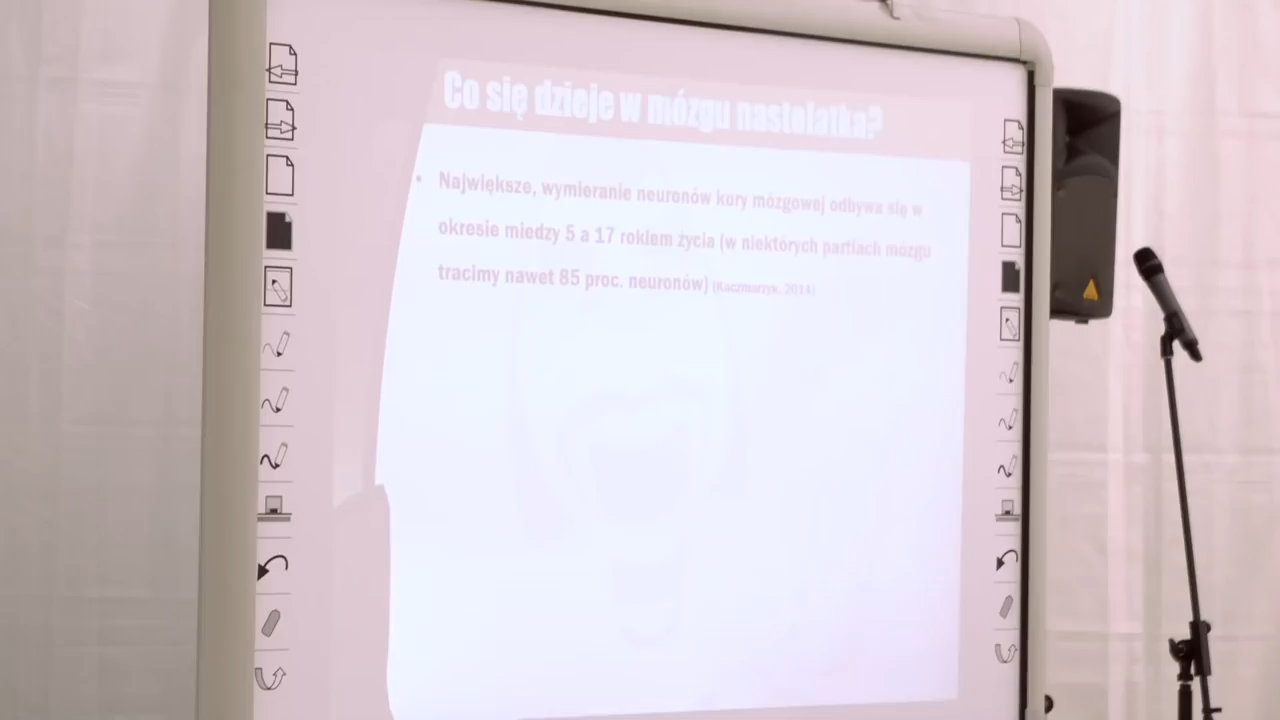 Co się dzieje w mózgu nastolatka?
• Największe, wymieranie neuronów kory mózgowej odbywa się w
okresie miedzy 5 a 17 rokiem życia (w niektórych partiach mózgu
tracimy nawet 85 proc. neuronów) (Kaczmarzyk, 2014)